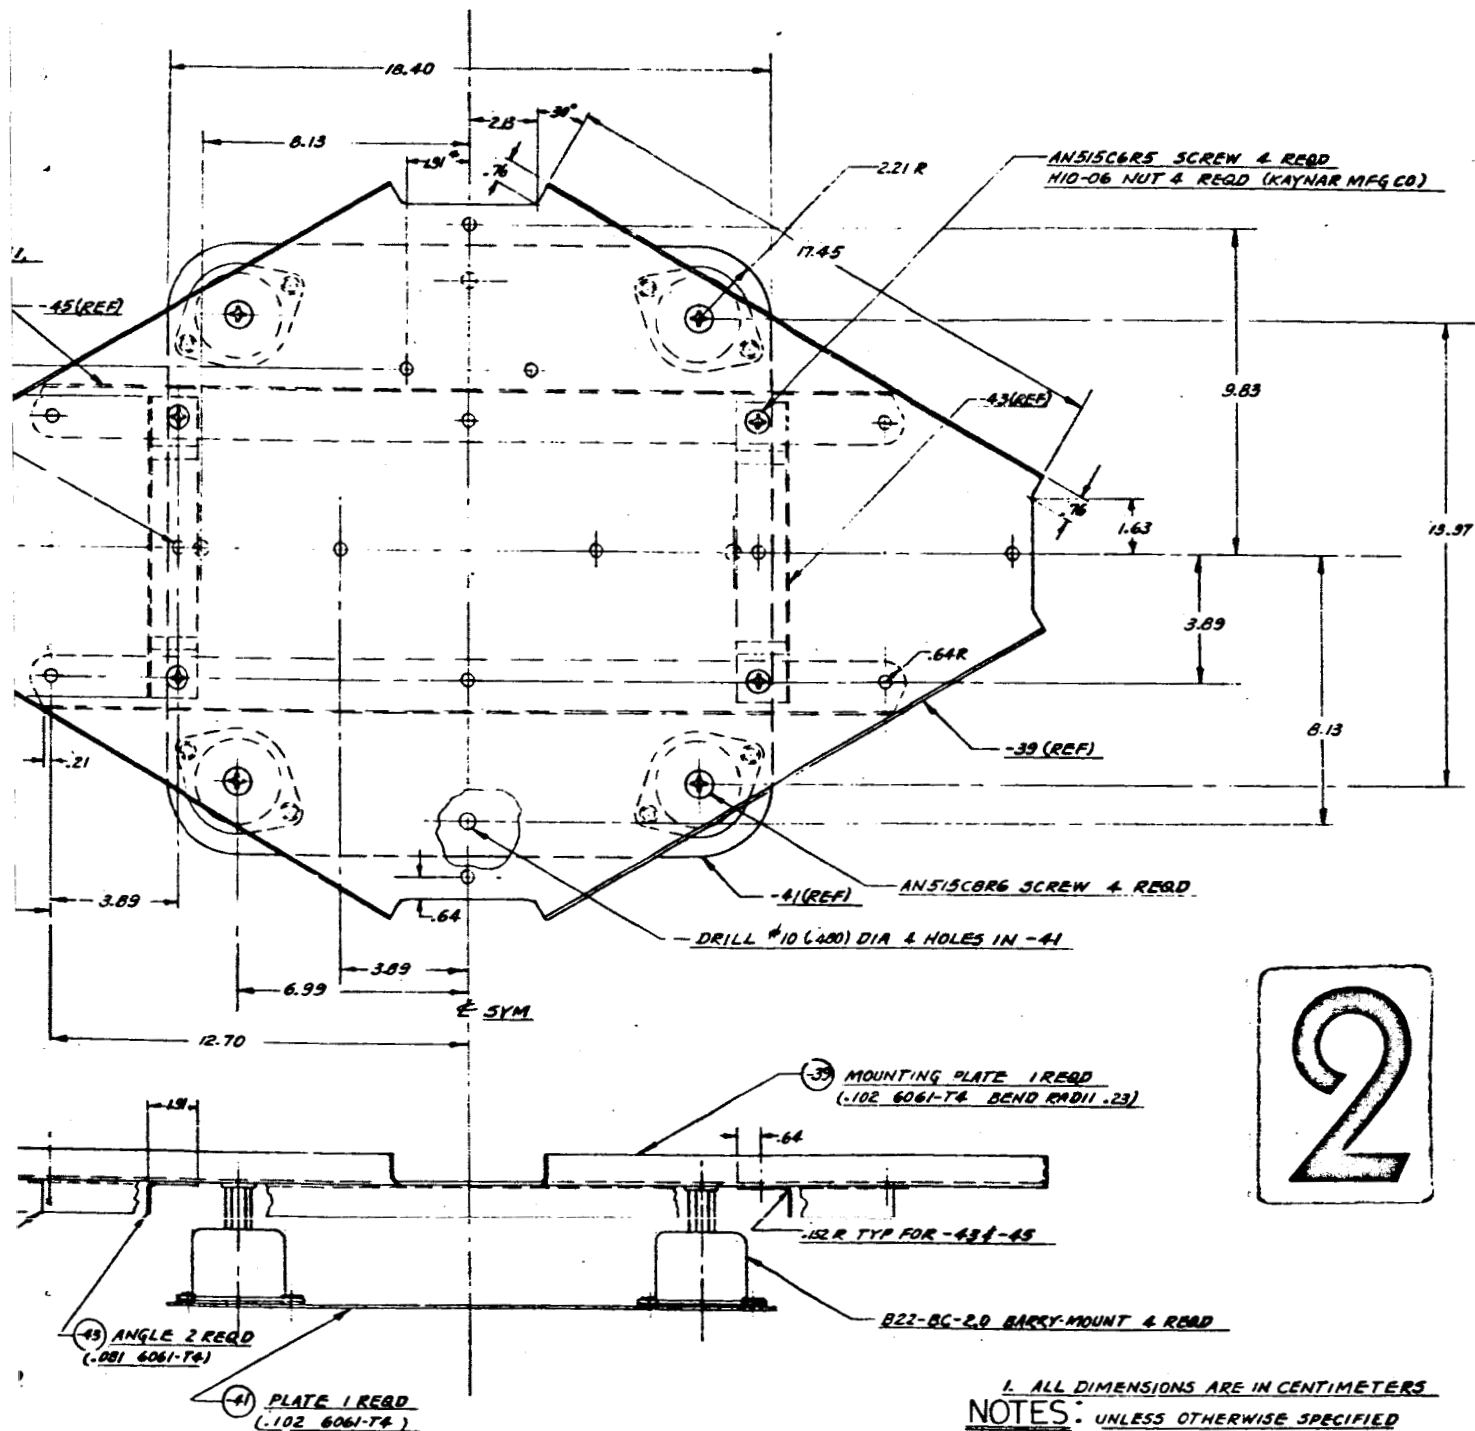 18.40
2.13
30°
8.13
1.91
.76
2.21 R
AN515C6R5 SCREW 4 REQD
H10-06 NUT 4 REQD (KAYNAR MFG CO)
17.45
-45(REF)
9.83
-43(REF)
.76
1.63
13.97
3.89
.64R
8.13
-39 (REF)
.21
AN515C8R6 SCREW 4 REQD
-41(REF)
3.89
.64
DRILL #10 DIA 4 HOLES IN -41
3.89
6.99
℄ SYM
12.70
-39 MOUNTING PLATE 1 REQD
(.102 6061-T4 BEND RADII .23)
1.91
.64
.152 R TYP FOR -43 & -45
B22-BC-2.0 BARRY-MOUNT 4 REQD
-43 ANGLE 2 REQD
(.081 6061-T4)
-41 PLATE 1 REQD
(.102 6061-T4)
2
1. ALL DIMENSIONS ARE IN CENTIMETERS
NOTES: UNLESS OTHERWISE SPECIFIED